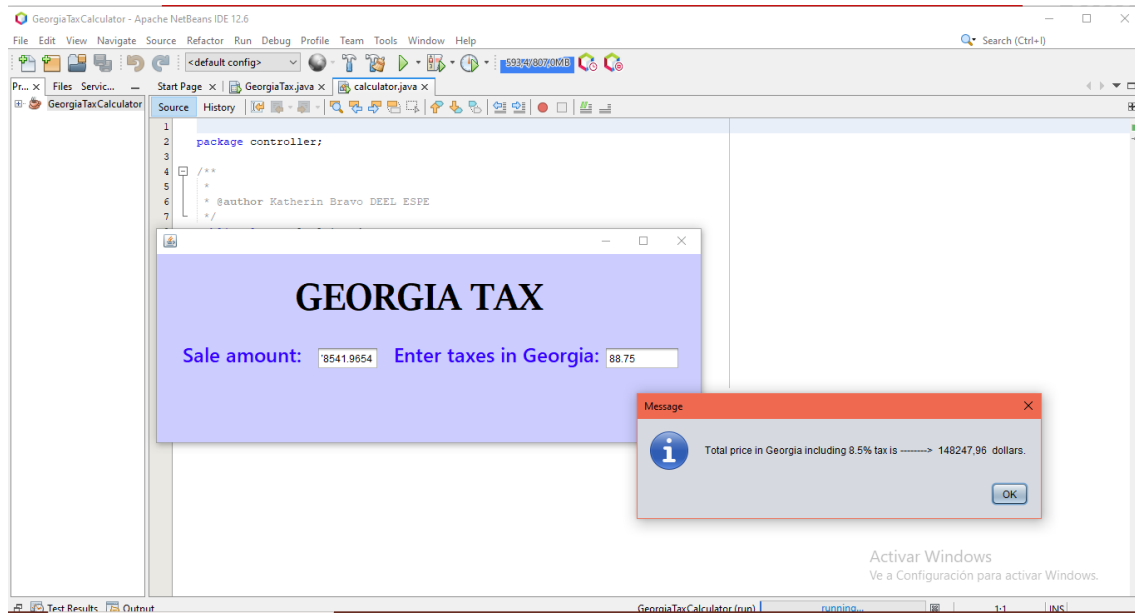 GeorgiaTaxCalculator - Apache NetBeans IDE 12.6
File Edit View Navigate Source Refactor Run Debug Profile Team Tools Window Help
Search (Ctrl+I)
<default config>
593,4/807,0MB
Pr... x Files Servic...
Start Page x GeorgiaTax.java x calculator.java x
GeorgiaTaxCalculator
Source History
1
2 package controller;
3
4 /**
5 *
6 * @author Katherin Bravo DEEL ESPE
7 */
GEORGIA TAX
Sale amount: 8541.9654 Enter taxes in Georgia: 88.75
Message
Total price in Georgia including 8.5% tax is --------> 148247,96 dollars.
OK
Activar Windows
Ve a Configuración para activar Windows.
Test Results Output
GeorgiaTaxCalculator (run) running... 1:1 INS